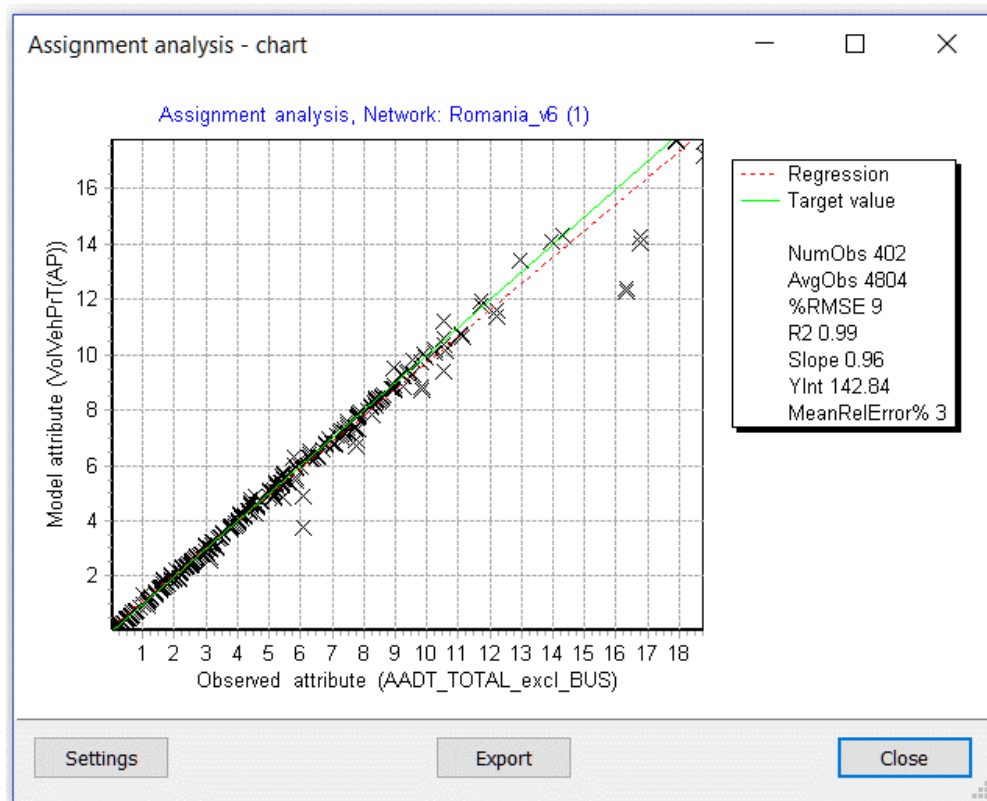 Assignment analysis - chart
Assignment analysis, Network: Romania_v6 (1)
Model attribute (VolVehPrT(AP))
16
14
12
10
8
6
4
2
1 2 3 4 5 6 7 8 9 10 11 12 13 14 15 16 17 18
Observed attribute (AADT_TOTAL_excl_BUS)
Regression
Target value
NumObs 402
AvgObs 4804
%RMSE 9
R2 0.99
Slope 0.96
YInt 142.84
MeanRelError% 3
Settings
Export
Close